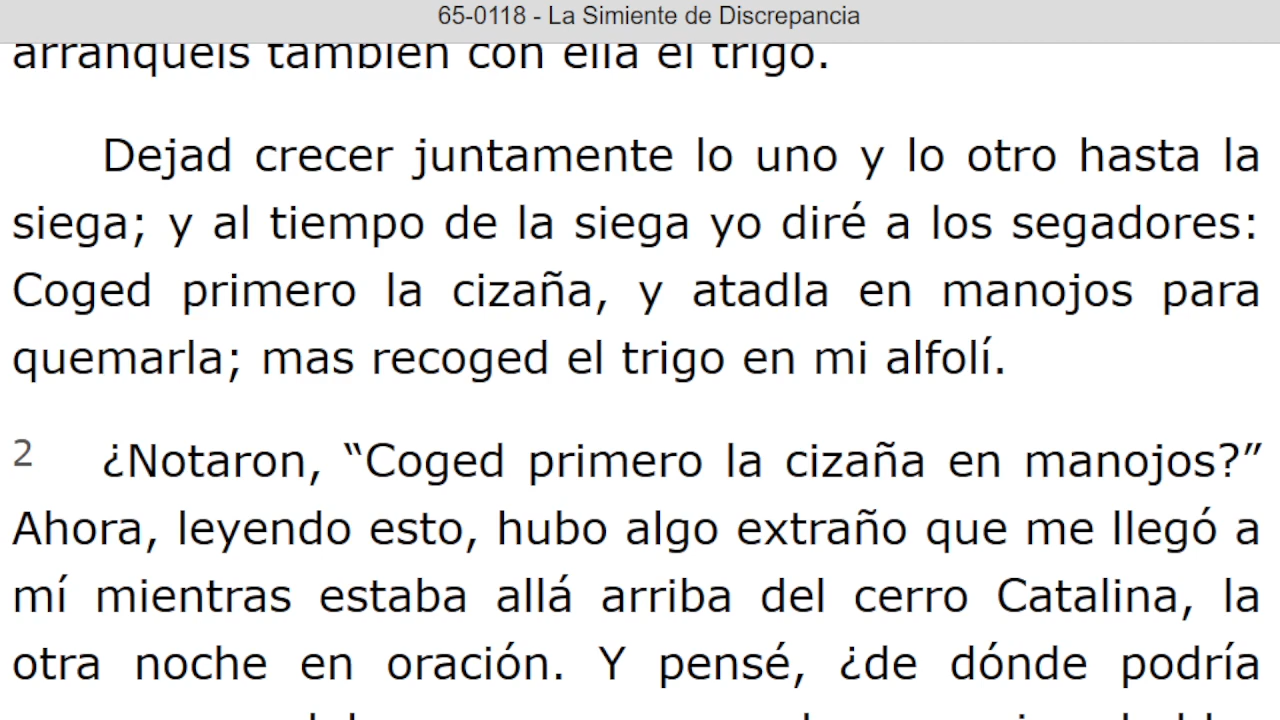 65-0118 - La Simiente de Discrepancia
arranquéis también con ella el trigo.
Dejad crecer juntamente lo uno y lo otro hasta la
siega; y al tiempo de la siega yo diré a los segadores:
Coged primero la cizaña, y atadla en manojos para
quemarla; mas recoged el trigo en mi alfolí.
2 ¿Notaron, “Coged primero la cizaña en manojos?”
Ahora, leyendo esto, hubo algo extraño que me llegó a
mí mientras estaba allá arriba del cerro Catalina, la
otra noche en oración. Y pensé, ¿de dónde podría